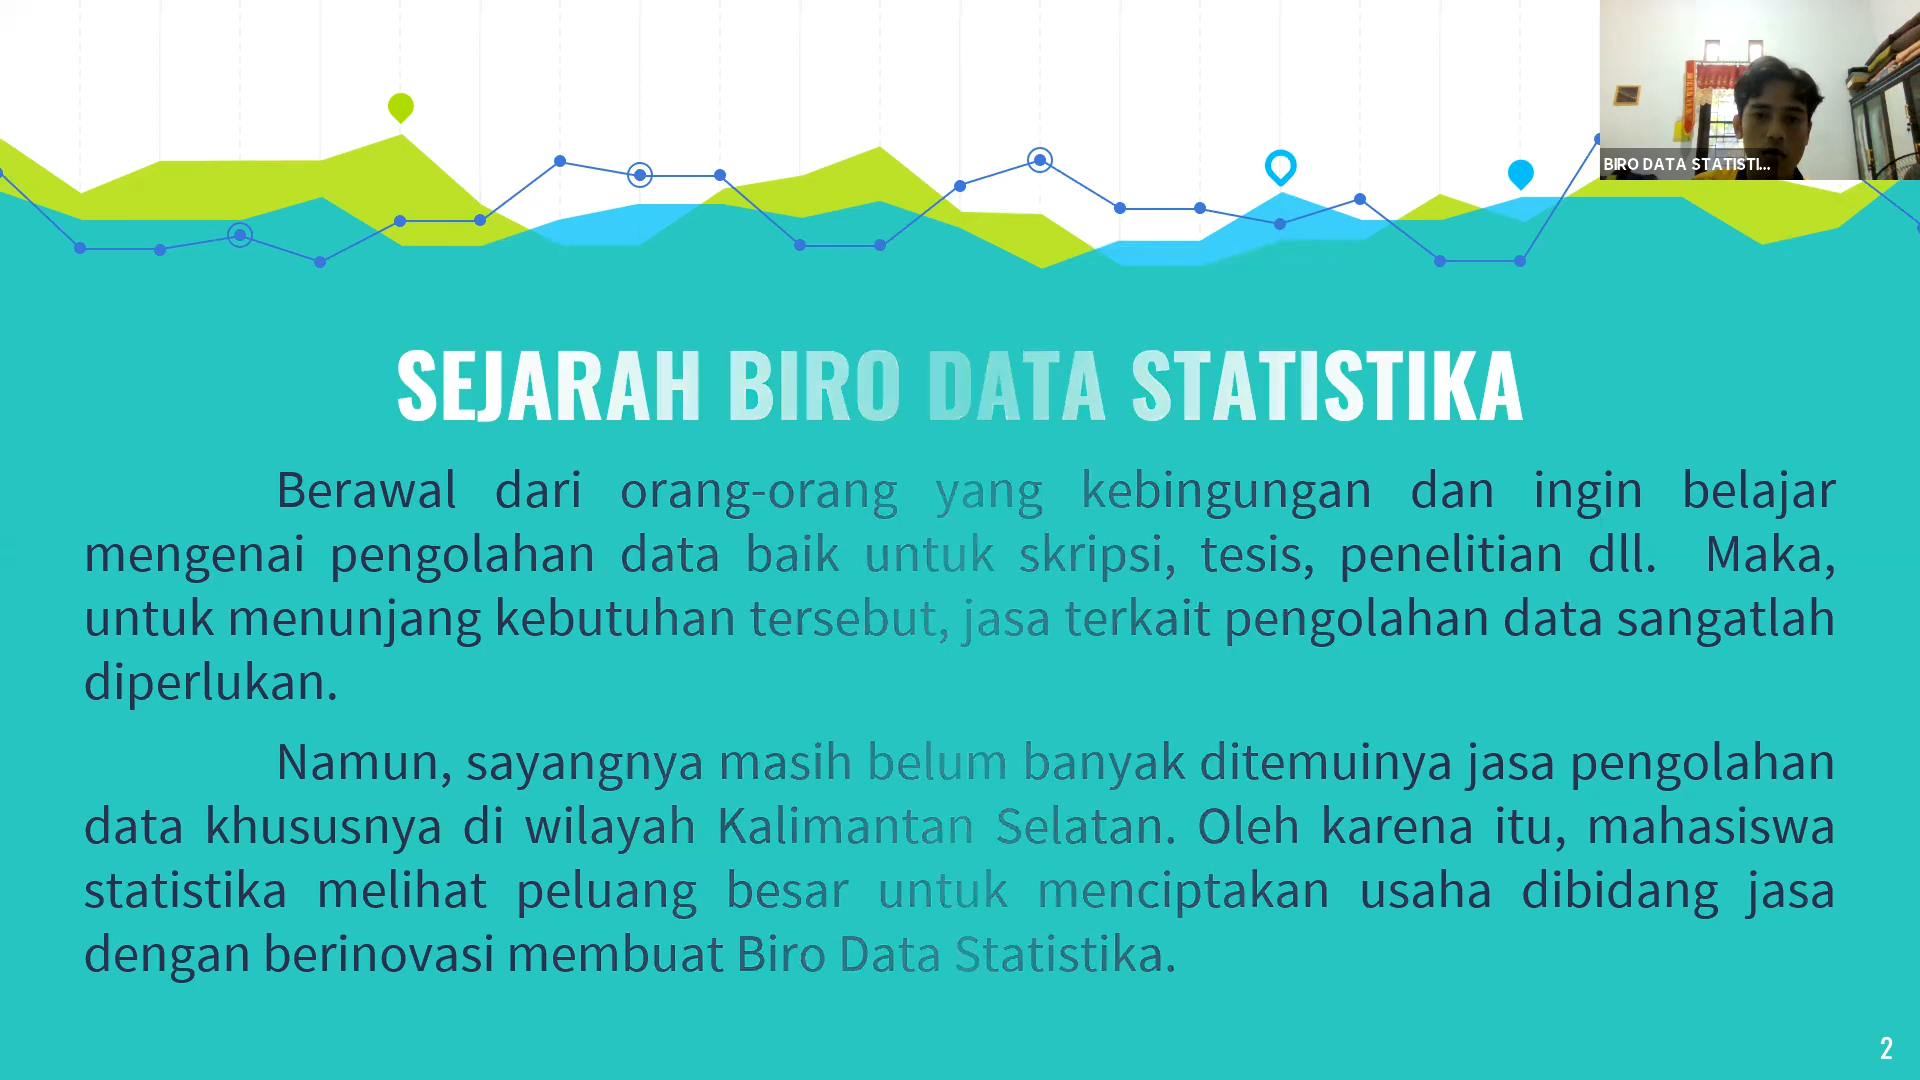 BIRO DATA STATISTI...
SEJARAH BIRO DATA STATISTIKA
Berawal dari orang-orang yang kebingungan dan ingin belajar
mengenai pengolahan data baik untuk skripsi, tesis, penelitian dll. Maka,
untuk menunjang kebutuhan tersebut, jasa terkait pengolahan data sangatlah
diperlukan.
Namun, sayangnya masih belum banyak ditemuinya jasa pengolahan
data khususnya di wilayah Kalimantan Selatan. Oleh karena itu, mahasiswa
statistika melihat peluang besar untuk menciptakan usaha dibidang jasa
dengan berinovasi membuat Biro Data Statistika.
2